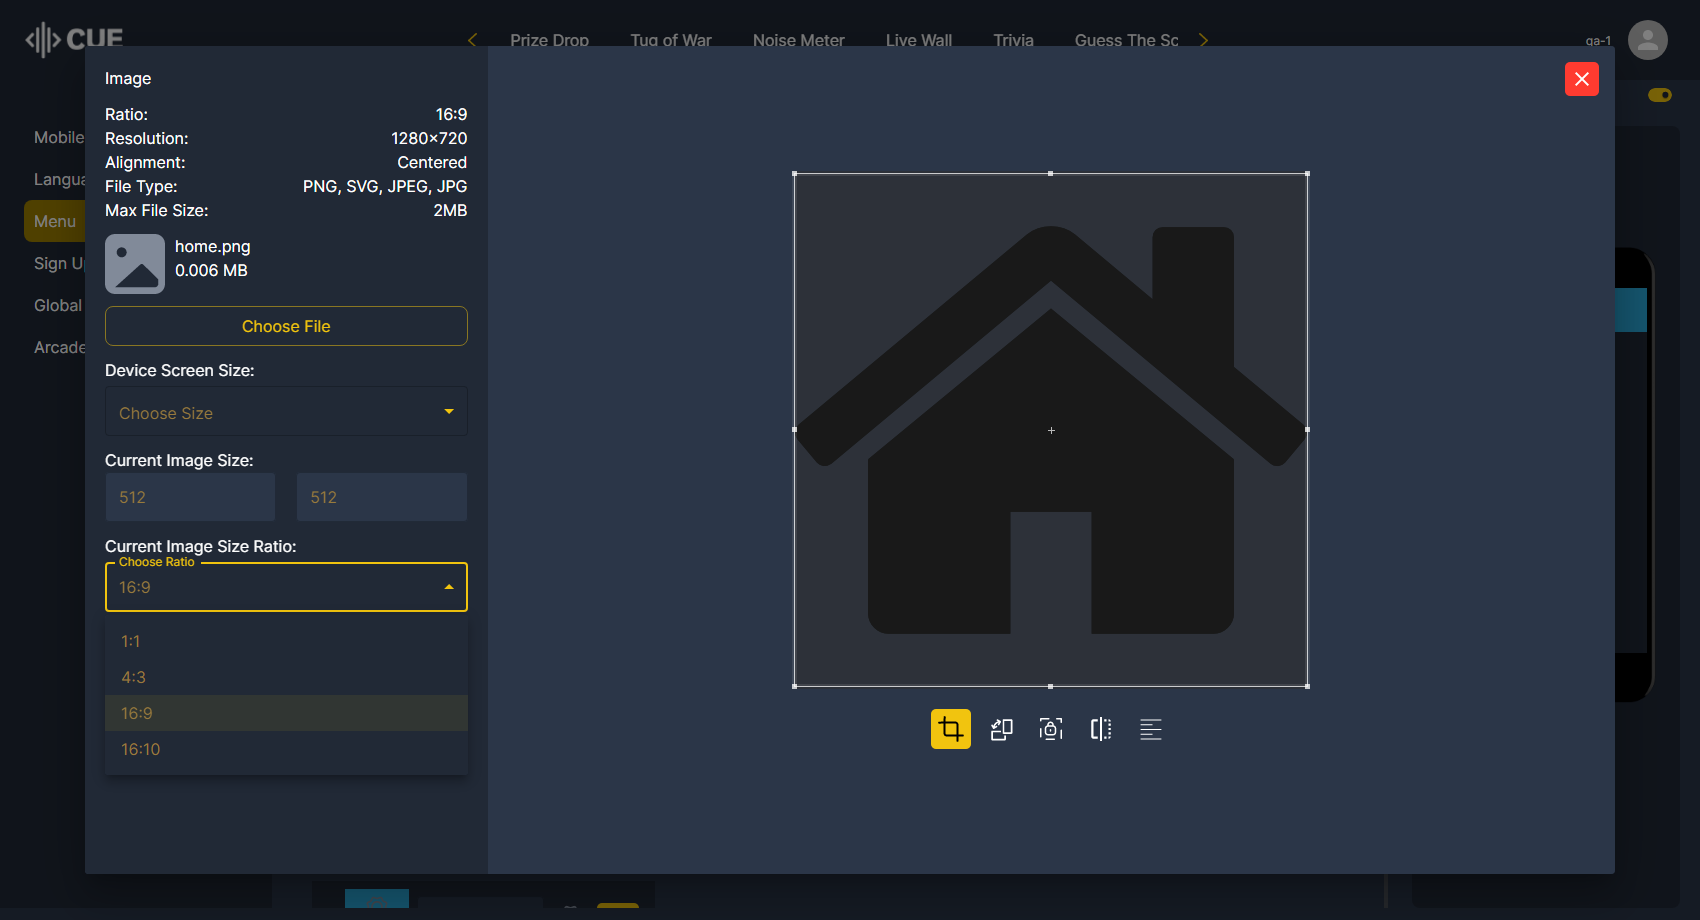 CUE
Prize Drop Tug of War Noise Meter Live Wall Trivia Guess The Sc
qa-1
Mobile
Langua
Menu
Sign U
Global
Arcade
Image
Ratio: 16:9
Resolution: 1280×720
Alignment: Centered
File Type: PNG, SVG, JPEG, JPG
Max File Size: 2MB
home.png
0.006 MB
Choose File
Device Screen Size:
Choose Size
Current Image Size:
512 512
Current Image Size Ratio:
Choose Ratio
16:9
1:1
4:3
16:9
16:10